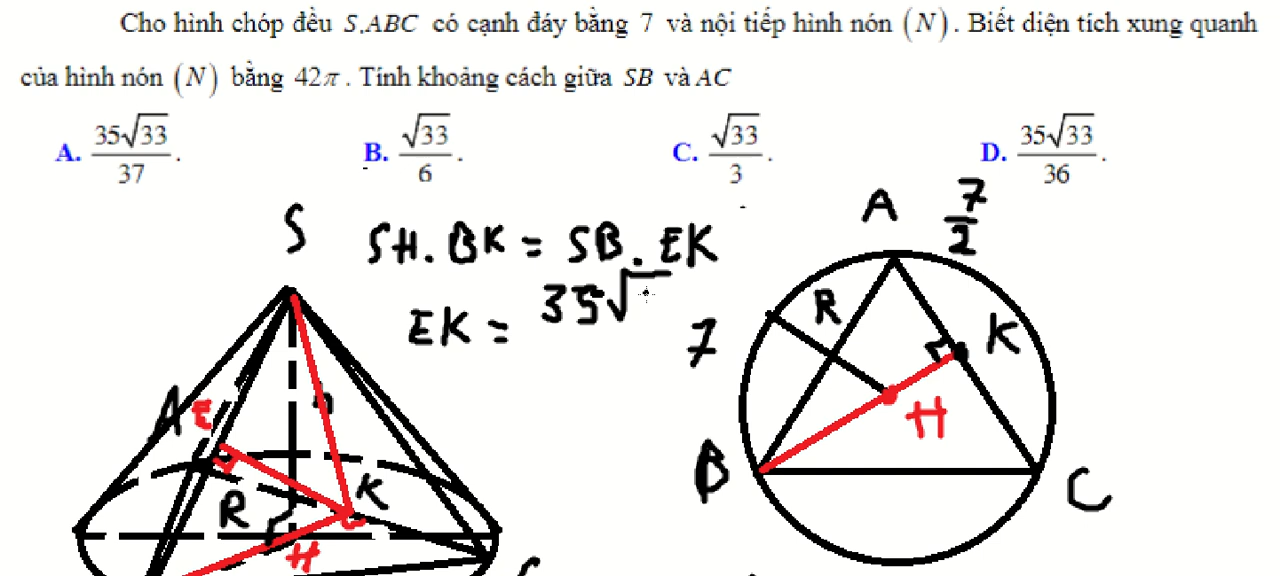 Cho hình chóp đều S.ABC có cạnh đáy bằng 7 và nội tiếp hình nón (N). Biết diện tích xung quanh
của hình nón (N) bằng 42π. Tính khoảng cách giữa SB và AC
A. 35√33/37. B. √33/6. C. √33/3. D. 35√33/36.
S
SH.BK = SB.EK
EK = 35√
A
E
R
K
H
C
A
7/2
R
7
K
H
B
C